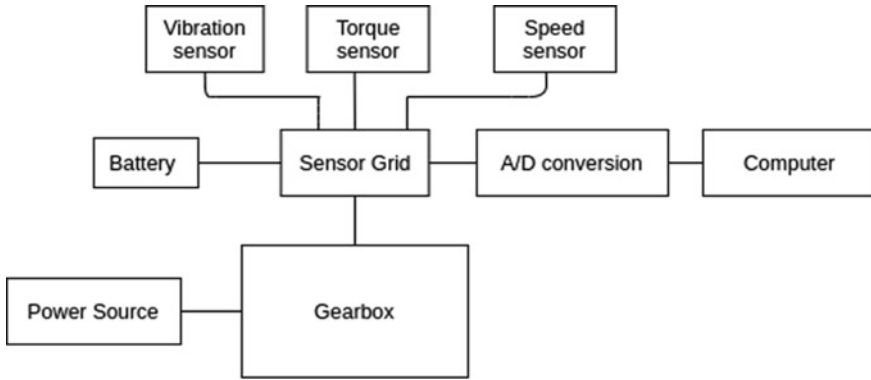 Vibration
sensor
Torque
sensor
Speed
sensor
Battery
Sensor Grid
A/D conversion
Computer
Power Source
Gearbox